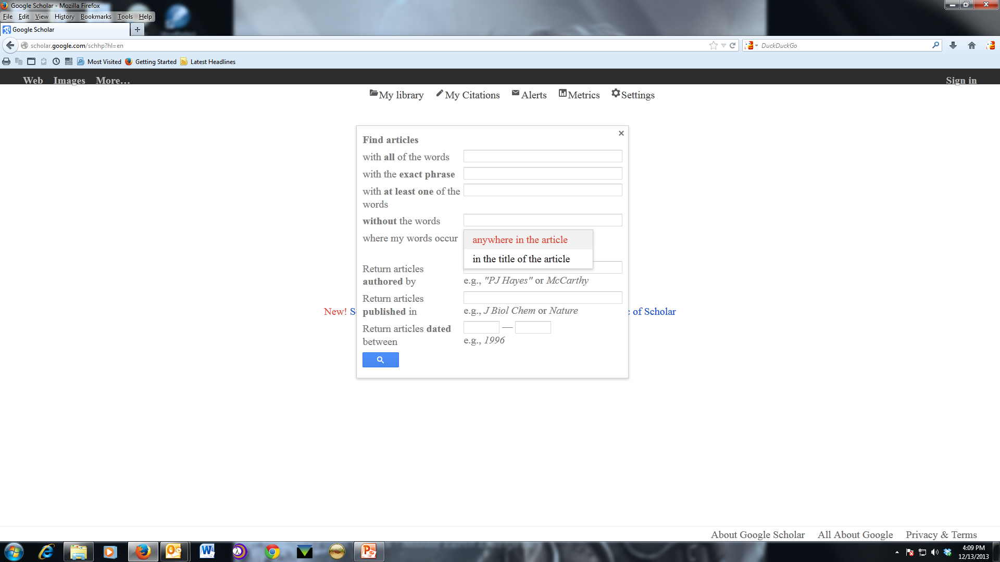 Google Scholar - Mozilla Firefox
File Edit View History Bookmarks Tools Help
Google Scholar
scholar.google.com/schhp?hl=en
DuckDuckGo
Most Visited Getting Started Latest Headlines
Web Images More... Sign in
My library My Citations Alerts Metrics Settings
Find articles
with all of the words
with the exact phrase
with at least one of the
words
without the words
where my words occur
anywhere in the article
in the title of the article
Return articles
authored by
e.g., "PJ Hayes" or McCarthy
Return articles
published in
e.g., J Biol Chem or Nature
New! S
of Scholar
Return articles dated
between
—
e.g., 1996
About Google Scholar All About Google Privacy & Terms
4:09 PM
12/13/2013